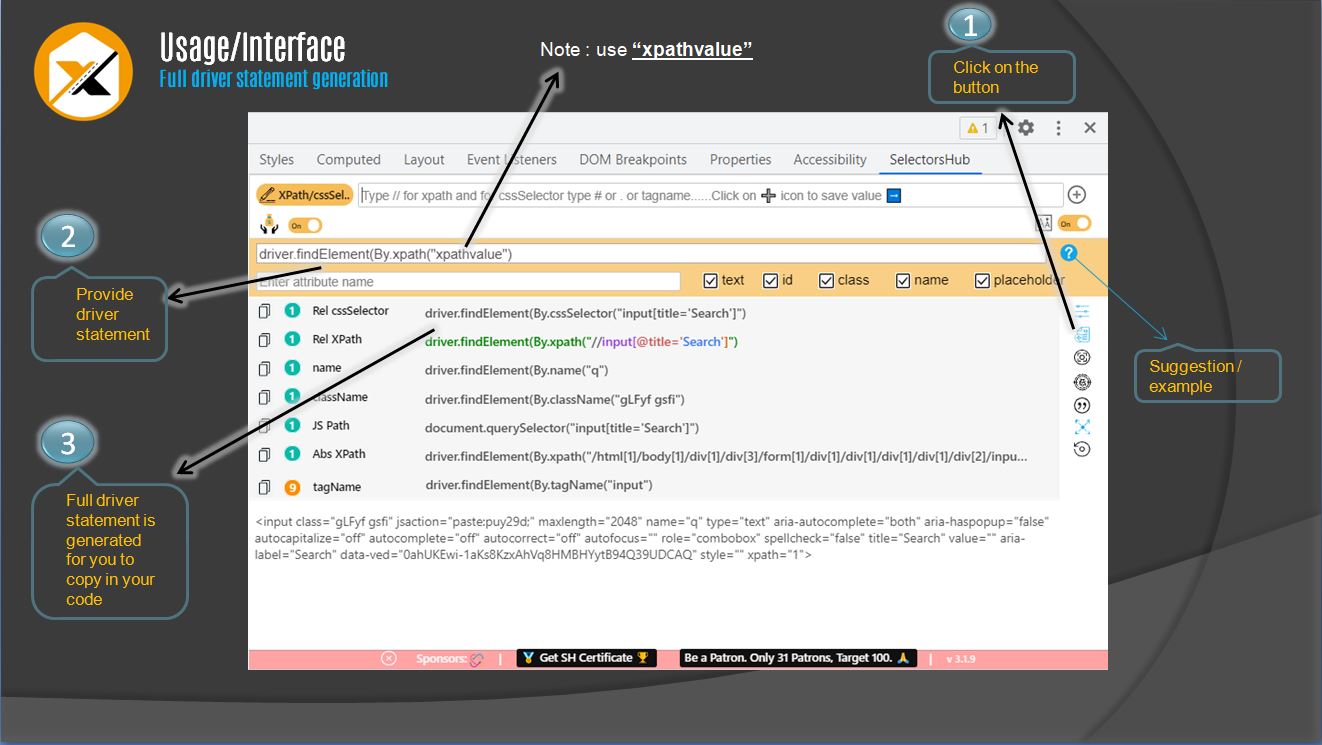 Usage/Interface
Full driver statement generation
Note : use “xpathvalue”
1
Click on the
button
1
Styles Computed Layout Event Listeners DOM Breakpoints Properties Accessibility SelectorsHub
XPath/cssSel.. Type // for xpath and for cssSelector type # or . or tagname......Click on icon to save value
On
On
2
Provide
driver
statement
driver.findElement(By.xpath("xpathvalue")
?
Enter attribute name text id class name placeholder
1 Rel cssSelector driver.findElement(By.cssSelector("input[title='Search']")
1 Rel XPath driver.findElement(By.xpath("//input[@title='Search']")
1 name driver.findElement(By.name("q")
1 className driver.findElement(By.className("gLFyf gsfi")
1 JS Path document.querySelector("input[title='Search']")
1 Abs XPath driver.findElement(By.xpath("/html[1]/body[1]/div[1]/div[3]/form[1]/div[1]/div[1]/div[1]/div[1]/div[2]/inpu...
9 tagName driver.findElement(By.tagName("input")
Suggestion /
example
3
Full driver
statement is
generated
for you to
copy in your
code
<input class="gLFyf gsfi" jsaction="paste:puy29d;" maxlength="2048" name="q" type="text" aria-autocomplete="both" aria-haspopup="false"
autocapitalize="off" autocomplete="off" autocorrect="off" autofocus="" role="combobox" spellcheck="false" title="Search" value="" aria-
label="Search" data-ved="0ahUKEwi-1aKs8KzxAhVq8HMBHYytB94Q39UDCAQ" style="" xpath="1">
Sponsors: | Get SH Certificate Be a Patron. Only 31 Patrons, Target 100. | v 3.1.9